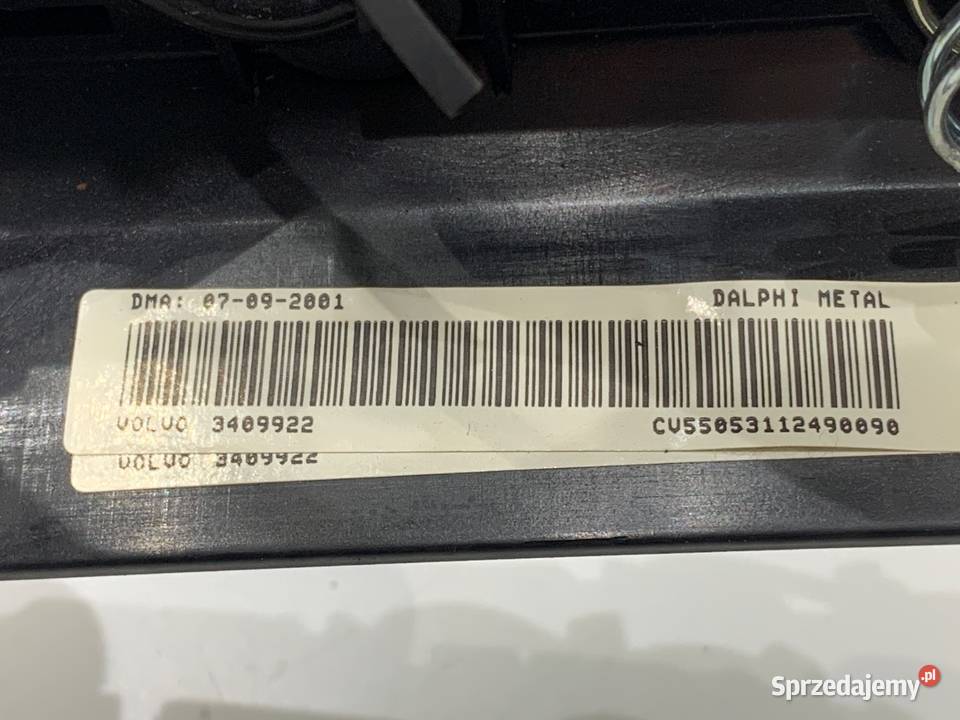 DMA: 07-09-2001 DALPHI METAL
VOLVO 3409922 CV55053112490090
VOLVO 3409922
Sprzedajemy.pl